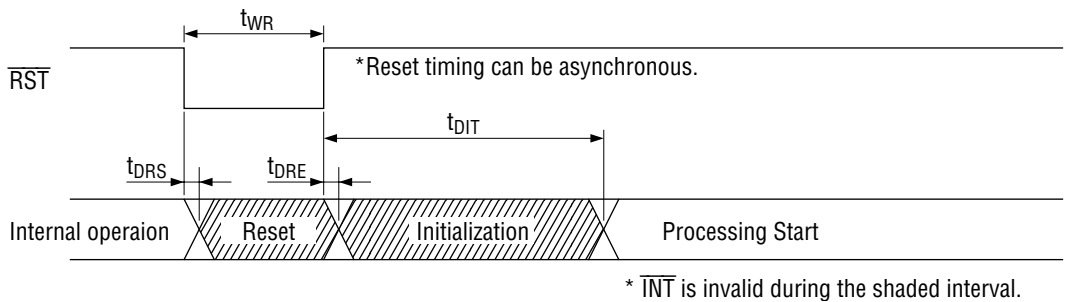 tWR
RST
*Reset timing can be asynchronous.
tDIT
tDRS
tDRE
Internal operaion
Reset
Initialization
Processing Start
* INT is invalid during the shaded interval.